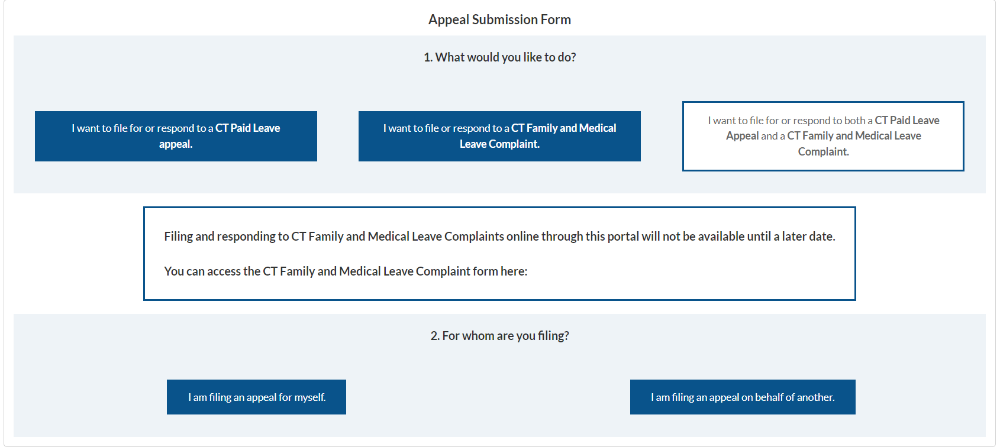 Appeal Submission Form
1. What would you like to do?
I want to file for or respond to a CT Paid Leave
appeal.
I want to file or respond to a CT Family and Medical
Leave Complaint.
I want to file for or respond to both a CT Paid Leave
Appeal and a CT Family and Medical Leave
Complaint.
Filing and responding to CT Family and Medical Leave Complaints online through this portal will not be available until a later date.
You can access the CT Family and Medical Leave Complaint form here:
2. For whom are you filing?
I am filing an appeal for myself.
I am filing an appeal on behalf of another.